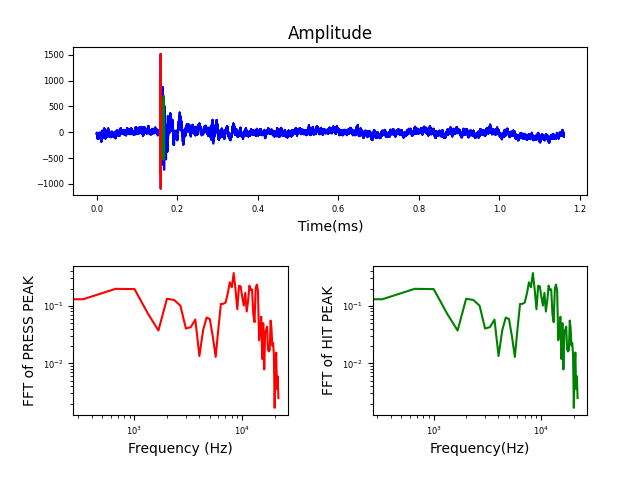 Amplitude
1500
1000
500
0
−500
−1000
0.0 0.2 0.4 0.6 0.8 1.0 1.2
Time(ms)
FFT of PRESS PEAK
10⁻¹
10⁻²
10³ 10⁴
Frequency (Hz)
FFT of HIT PEAK
10⁻¹
10⁻²
10³ 10⁴
Frequency(Hz)